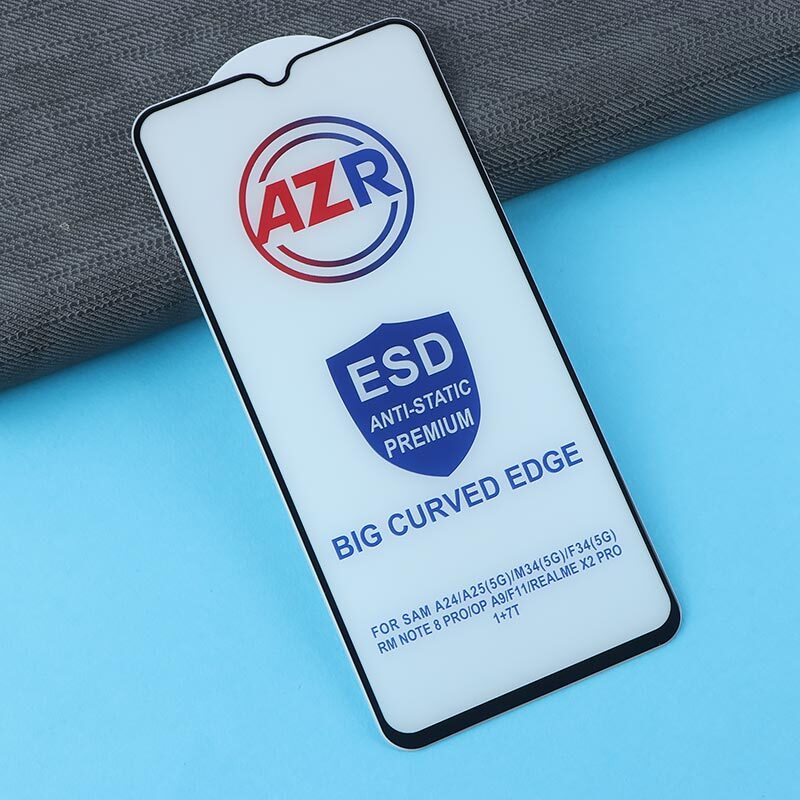 AZR
ESD
ANTI-STATIC
PREMIUM
BIG CURVED EDGE
FOR SAM A24/A25(5G)/M34(5G)/F34(5G)
RM NOTE 8 PRO/OP A9/F11/REALME X2 PRO
1+7T